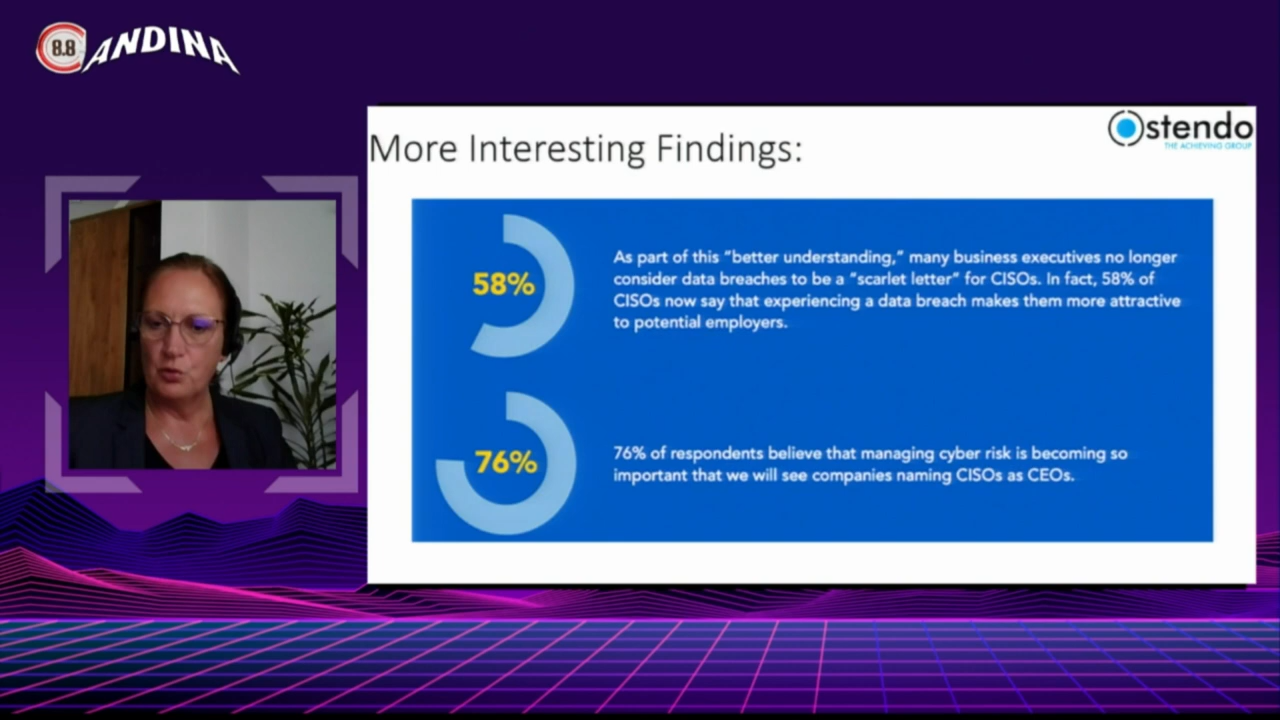 8.8 ANDINA
More Interesting Findings:
stendo
THE ACHIEVING GROUP
58%
As part of this "better understanding," many business executives no longer
consider data breaches to be a "scarlet letter" for CISOs. In fact, 58% of
CISOs now say that experiencing a data breach makes them more attractive
to potential employers.
76%
76% of respondents believe that managing cyber risk is becoming so
important that we will see companies naming CISOs as CEOs.